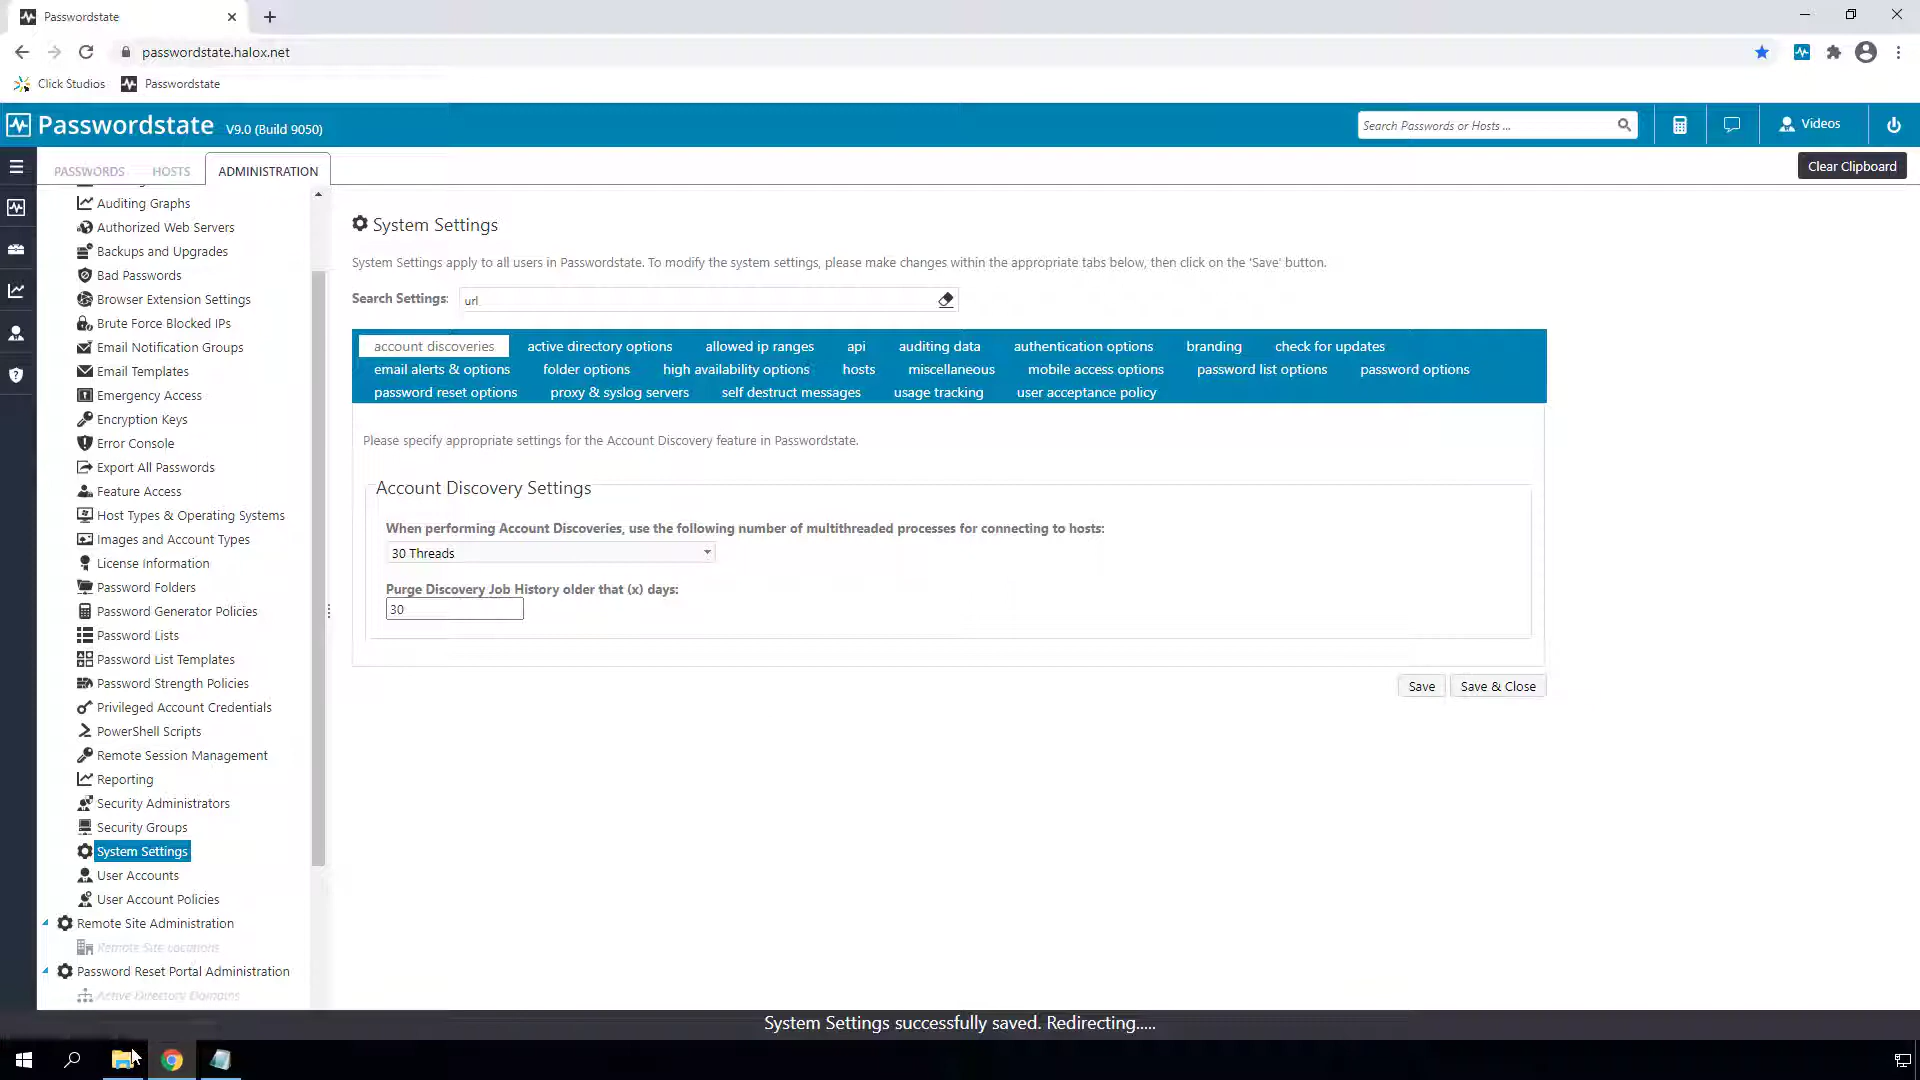 Passwordstate
passwordstate.halox.net
Click Studios
Passwordstate
Passwordstate V9.0 (Build 9050)
Search Passwords or Hosts ...
Videos
PASSWORDS
HOSTS
ADMINISTRATION
Clear Clipboard
Auditing Graphs
Authorized Web Servers
Backups and Upgrades
Bad Passwords
Browser Extension Settings
Brute Force Blocked IPs
Email Notification Groups
Email Templates
Emergency Access
Encryption Keys
Error Console
Export All Passwords
Feature Access
Host Types & Operating Systems
Images and Account Types
License Information
Password Folders
Password Generator Policies
Password Lists
Password List Templates
Password Strength Policies
Privileged Account Credentials
PowerShell Scripts
Remote Session Management
Reporting
Security Administrators
Security Groups
System Settings
User Accounts
User Account Policies
Remote Site Administration
Remote Site Locations
Password Reset Portal Administration
Active Directory Domains
System Settings
System Settings apply to all users in Passwordstate. To modify the system settings, please make changes within the appropriate tabs below, then click on the 'Save' button.
Search Settings: url
account discoveries active directory options allowed ip ranges api auditing data authentication options branding check for updates
email alerts & options folder options high availability options hosts miscellaneous mobile access options password list options password options
password reset options proxy & syslog servers self destruct messages usage tracking user acceptance policy
Please specify appropriate settings for the Account Discovery feature in Passwordstate.
Account Discovery Settings
When performing Account Discoveries, use the following number of multithreaded processes for connecting to hosts:
30 Threads
Purge Discovery Job History older that (x) days:
30
Save
Save & Close
System Settings successfully saved. Redirecting.....